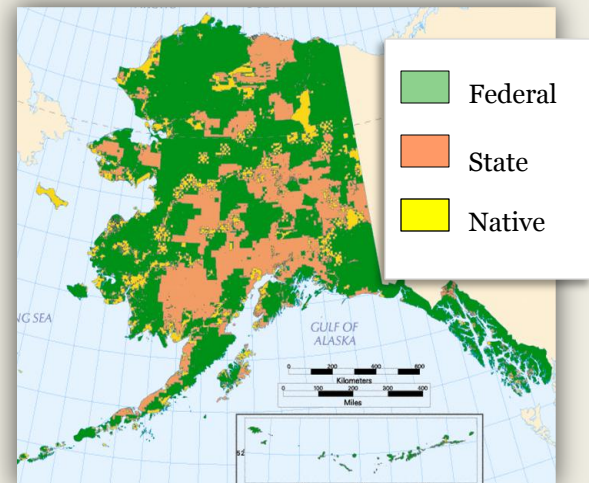 Federal
State
Native
NG SEA
GULF OF
ALASKA
0 200 400 600
Kilometers
0 100 200 300 400
Miles
52